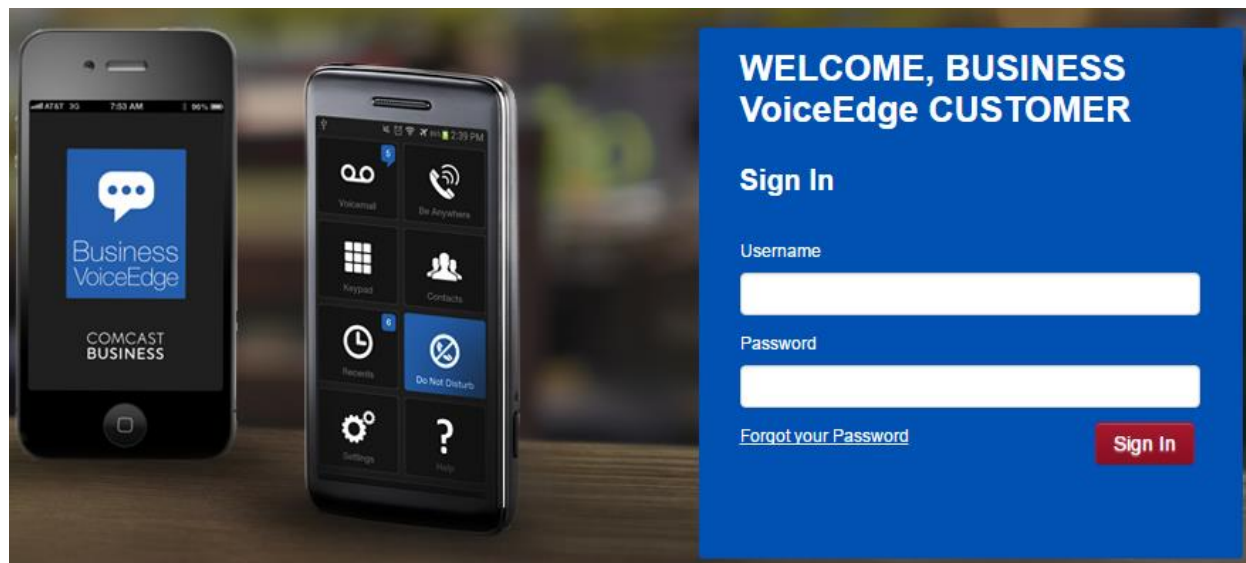 AT&T 3G 7:53 AM 96%
Business
VoiceEdge
COMCAST
BUSINESS
2:39 PM
5
Voicemail
Be Anywhere
Keypad
Contacts
6
Recents
Do Not Disturb
Settings
Help
WELCOME, BUSINESS
VoiceEdge CUSTOMER
Sign In
Username
Password
Forgot your Password
Sign In